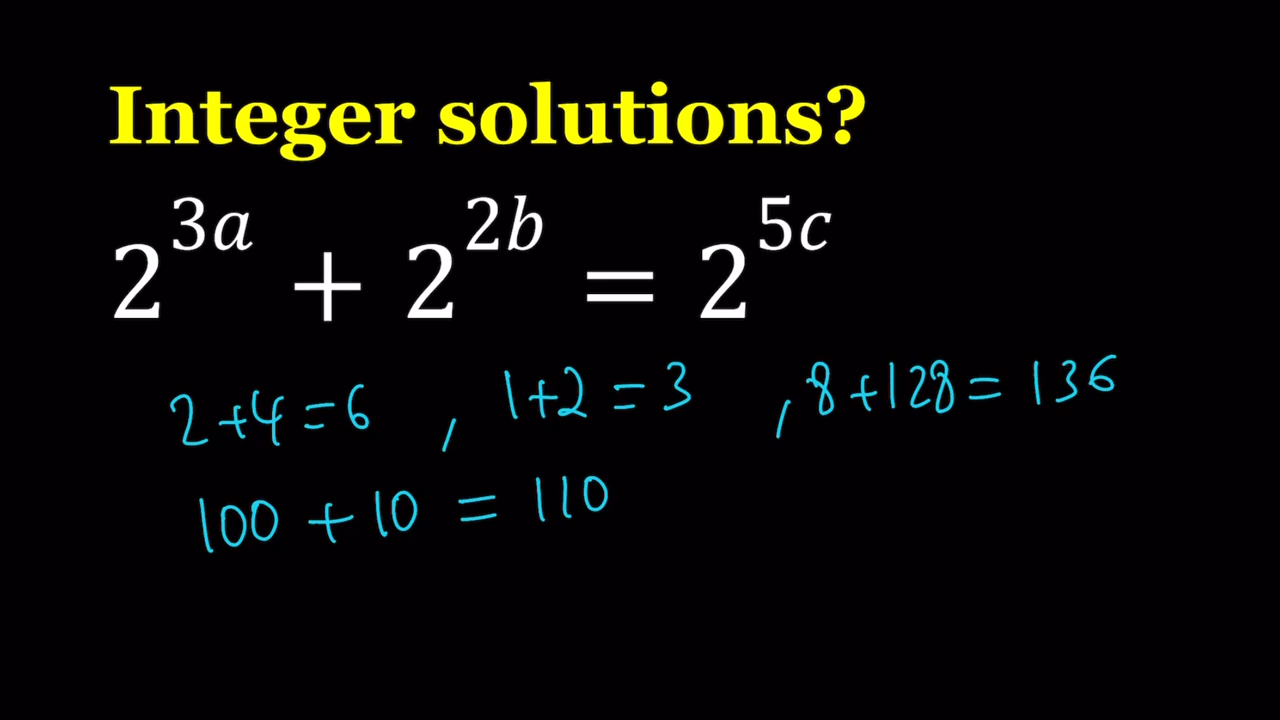 Integer solutions?
2^{3a} + 2^{2b} = 2^{5c}
2+4=6 , 1+2=3 , 8+128=136
100 + 10 = 110